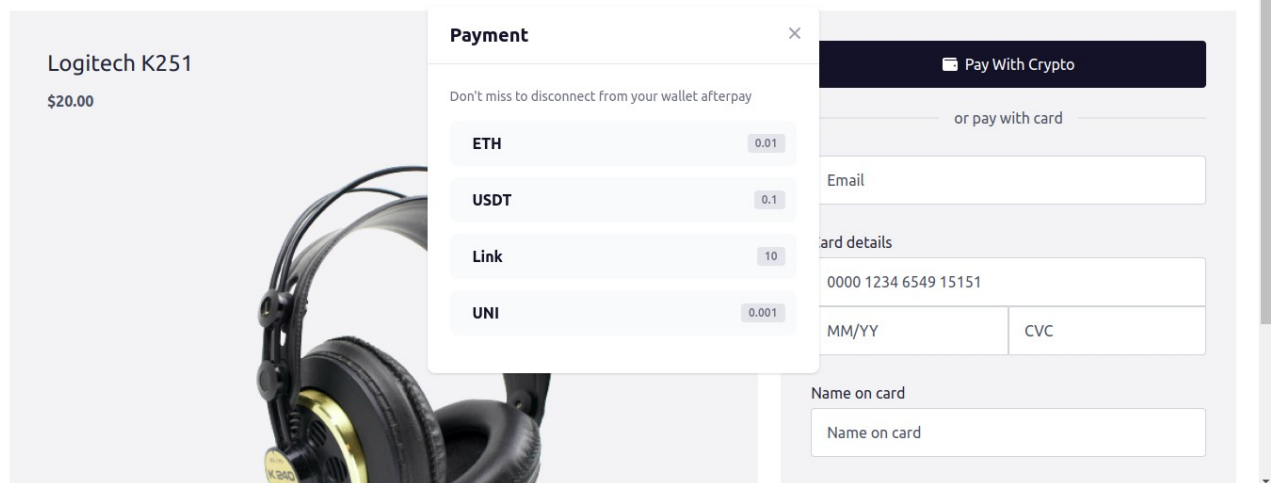 Logitech K251
$20.00
Payment
Don't miss to disconnect from your wallet afterpay
ETH 0.01
USDT 0.1
Link 10
UNI 0.001
Pay With Crypto
or pay with card
Email
ard details
0000 1234 6549 15151
MM/YY CVC
Name on card
Name on card
K 240